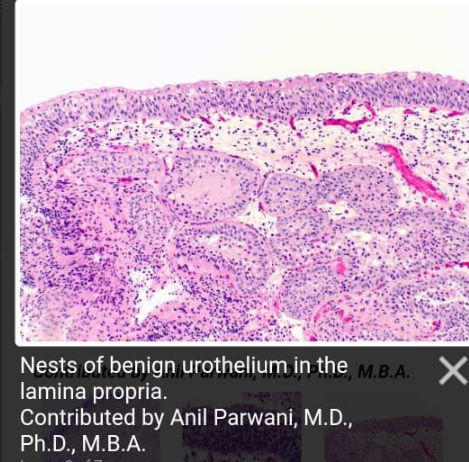 Nests of benign urothelium in the
lamina propria.
Contributed by Anil Parwani, M.D.,
Ph.D., M.B.A.